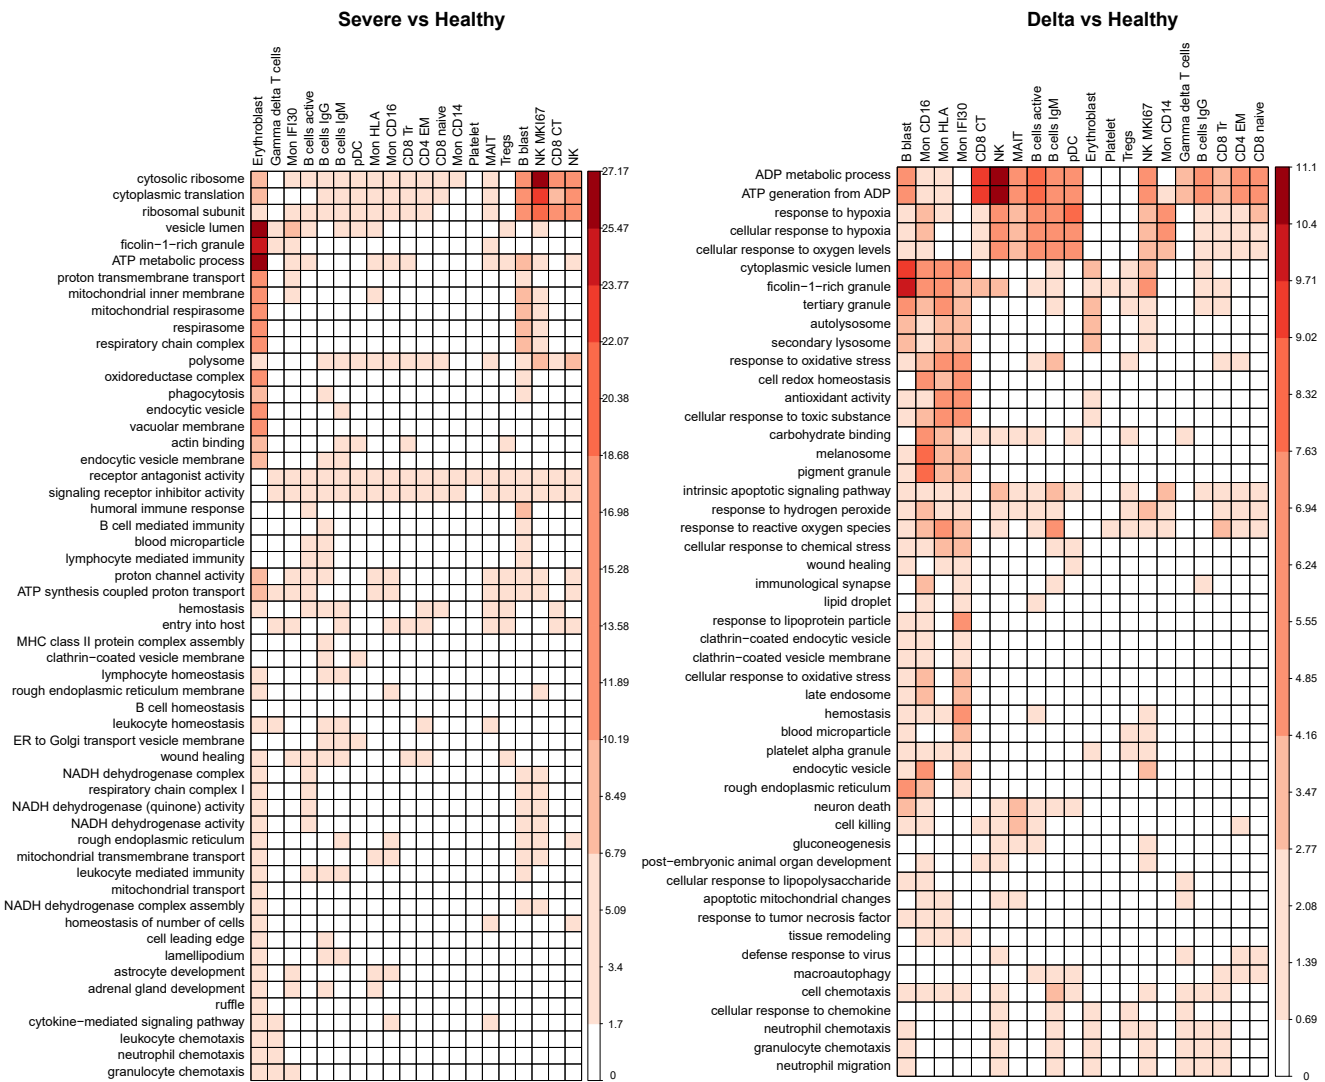 Severe vs Healthy
Erythroblast
Gamma delta T cells
Mon IFI30
B cells active
B cells IgG
B cells IgM
pDC
Mon HLA
Mon CD16
CD8 Tr
CD4 EM
CD8 naive
Mon CD14
Platelet
MAIT
Tregs
B blast
NK MKI67
CD8 CT
NK
cytosolic ribosome
cytoplasmic translation
ribosomal subunit
vesicle lumen
ficolin−1−rich granule
ATP metabolic process
proton transmembrane transport
mitochondrial inner membrane
mitochondrial respirasome
respirasome
respiratory chain complex
polysome
oxidoreductase complex
phagocytosis
endocytic vesicle
vacuolar membrane
actin binding
endocytic vesicle membrane
receptor antagonist activity
signaling receptor inhibitor activity
humoral immune response
B cell mediated immunity
blood microparticle
lymphocyte mediated immunity
proton channel activity
ATP synthesis coupled proton transport
hemostasis
entry into host
MHC class II protein complex assembly
clathrin−coated vesicle membrane
lymphocyte homeostasis
rough endoplasmic reticulum membrane
B cell homeostasis
leukocyte homeostasis
ER to Golgi transport vesicle membrane
wound healing
NADH dehydrogenase complex
respiratory chain complex I
NADH dehydrogenase (quinone) activity
NADH dehydrogenase activity
rough endoplasmic reticulum
mitochondrial transmembrane transport
leukocyte mediated immunity
mitochondrial transport
NADH dehydrogenase complex assembly
homeostasis of number of cells
cell leading edge
lamellipodium
astrocyte development
adrenal gland development
ruffle
cytokine−mediated signaling pathway
leukocyte chemotaxis
neutrophil chemotaxis
granulocyte chemotaxis
27.17
25.47
23.77
22.07
20.38
18.68
16.98
15.28
13.58
11.89
10.19
8.49
6.79
5.09
3.4
1.7
0
Delta vs Healthy
B blast
Mon CD16
Mon HLA
Mon IFI30
CD8 CT
NK
MAIT
B cells active
B cells IgM
pDC
Erythroblast
Platelet
Tregs
NK MKI67
Mon CD14
Gamma delta T cells
B cells IgG
CD8 Tr
CD4 EM
CD8 naive
ADP metabolic process
ATP generation from ADP
response to hypoxia
cellular response to hypoxia
cellular response to oxygen levels
cytoplasmic vesicle lumen
ficolin−1−rich granule
tertiary granule
autolysosome
secondary lysosome
response to oxidative stress
cell redox homeostasis
antioxidant activity
cellular response to toxic substance
carbohydrate binding
melanosome
pigment granule
intrinsic apoptotic signaling pathway
response to hydrogen peroxide
response to reactive oxygen species
cellular response to chemical stress
wound healing
immunological synapse
lipid droplet
response to lipoprotein particle
clathrin−coated endocytic vesicle
clathrin−coated vesicle membrane
cellular response to oxidative stress
late endosome
hemostasis
blood microparticle
platelet alpha granule
endocytic vesicle
rough endoplasmic reticulum
neuron death
cell killing
gluconeogenesis
post−embryonic animal organ development
cellular response to lipopolysaccharide
apoptotic mitochondrial changes
response to tumor necrosis factor
tissue remodeling
defense response to virus
macroautophagy
cell chemotaxis
cellular response to chemokine
neutrophil chemotaxis
granulocyte chemotaxis
neutrophil migration
11.1
10.4
9.71
9.02
8.32
7.63
6.94
6.24
5.55
4.85
4.16
3.47
2.77
2.08
1.39
0.69
0